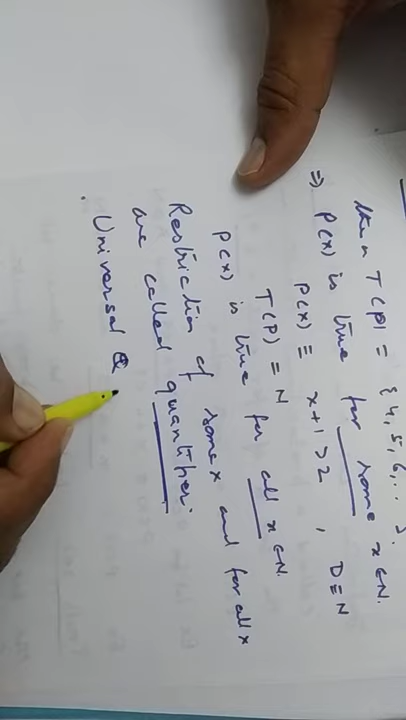 then T(P) = {4, 5, 6, ... }.
⇒ P(x) is true for some x∈N.
P(x) ≡ x+1 > 2 , D ≡ N
T(P) = N
P(x) is true for all x∈N.
Restriction of some x and for all x
are called quantifier.
Universal Q